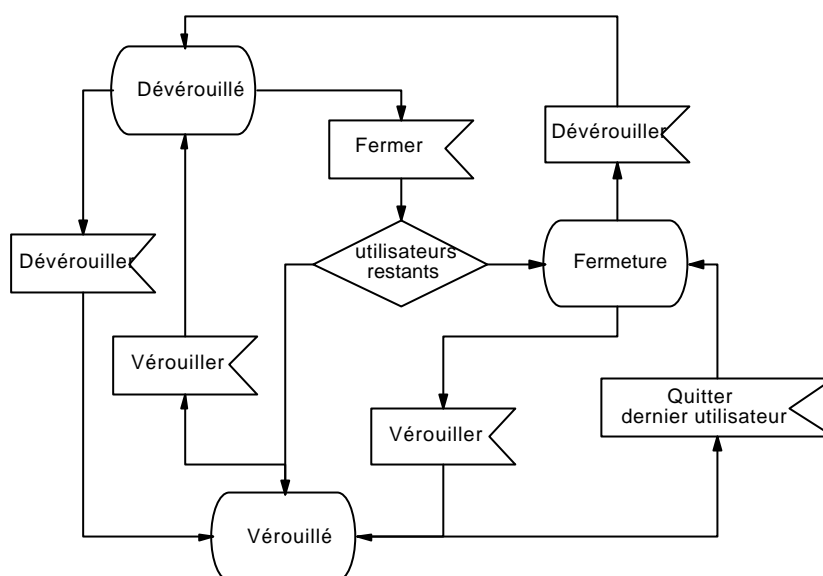 Dévérouillé
Fermer
Dévérouiller
Dévérouiller
utilisateurs
restants
Fermeture
Vérouiller
Quitter
dernier utilisateur
Vérouiller
Vérouillé